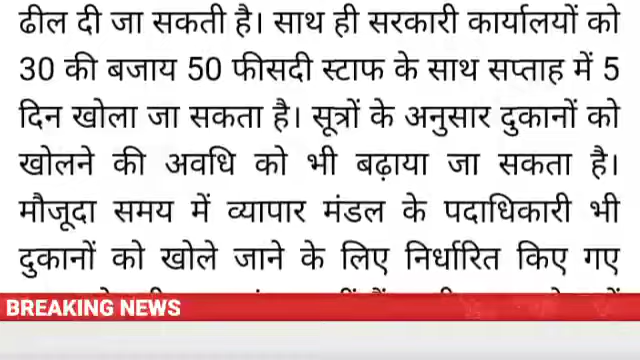 ढील दी जा सकती है। साथ ही सरकारी कार्यालयों को
30 की बजाय 50 फीसदी स्टाफ के साथ सप्ताह में 5
दिन खोला जा सकता है। सूत्रों के अनुसार दुकानों को
खोलने की अवधि को भी बढ़ाया जा सकता है।
मौजूदा समय में व्यापार मंडल के पदाधिकारी भी
दुकानों को खोले जाने के लिए निर्धारित किए गए
BREAKING NEWS